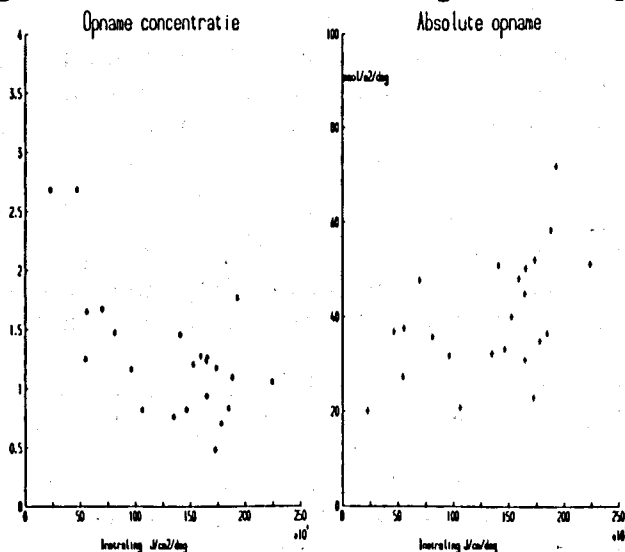 Opname concentratie
4
3.5
3
2.5
2
1.5
1
0.5
0
0 50 100 150 200 250
Instraling J/cm2/dag
Absolute opname
100
mmol/m2/dag
80
60
40
20
0
0 50 100 150 200 250
Instraling J/cm2/dag